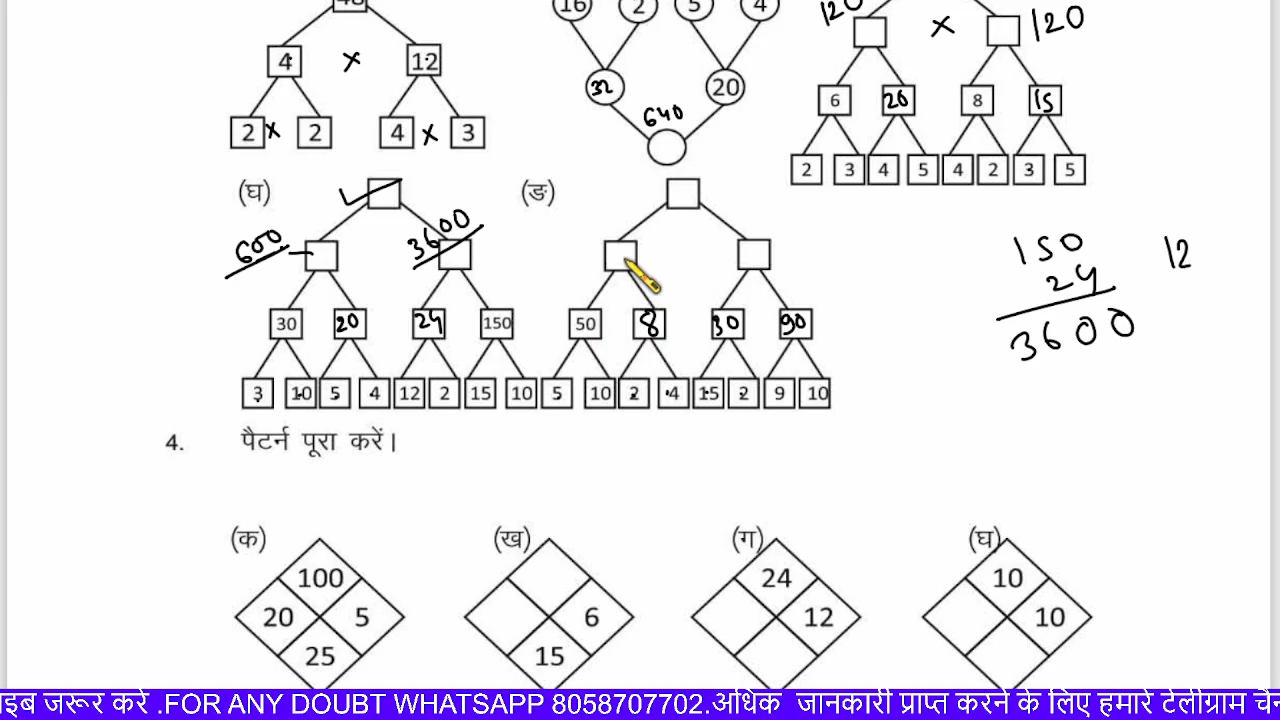 48
16 2 5 4
120
× 120
4 × 12
32 20
6 20 8 15
640
2 × 2 4 × 3
2 3 4 5 4 2 3 5
(घ) (ङ)
600 3600
150
24
3600
12
30 20 24 150 50 8 30 90
3 10 5 4 12 2 15 10 5 10 2 4 15 2 9 10
4. पैटर्न पूरा करें।
(क) (ख) (ग) (घ)
100 24 10
20 5 6 12 10
25 15
जरूर करे .FOR ANY DOUBT WHATSAPP 8058707702.अधिक जानकारी प्राप्त करने के लिए हमारे टेलीग्राम